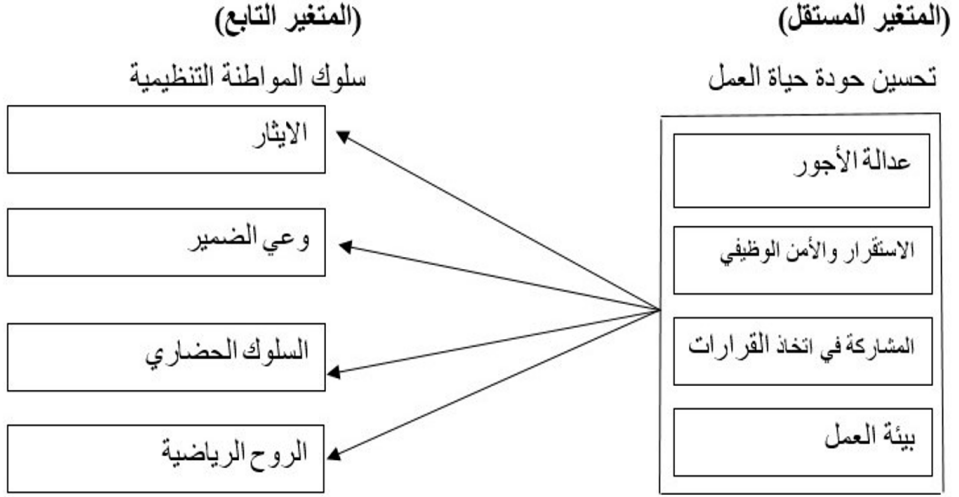 (المتغير المستقل)
(المتغير التابع)
تحسين حودة حياة العمل
سلوك المواطنة التنظيمية
عدالة الأجور
الاستقرار والأمن الوظيفي
المشاركة في اتخاذ القرارات
بيئة العمل
الايثار
وعي الضمير
السلوك الحضاري
الروح الرياضية